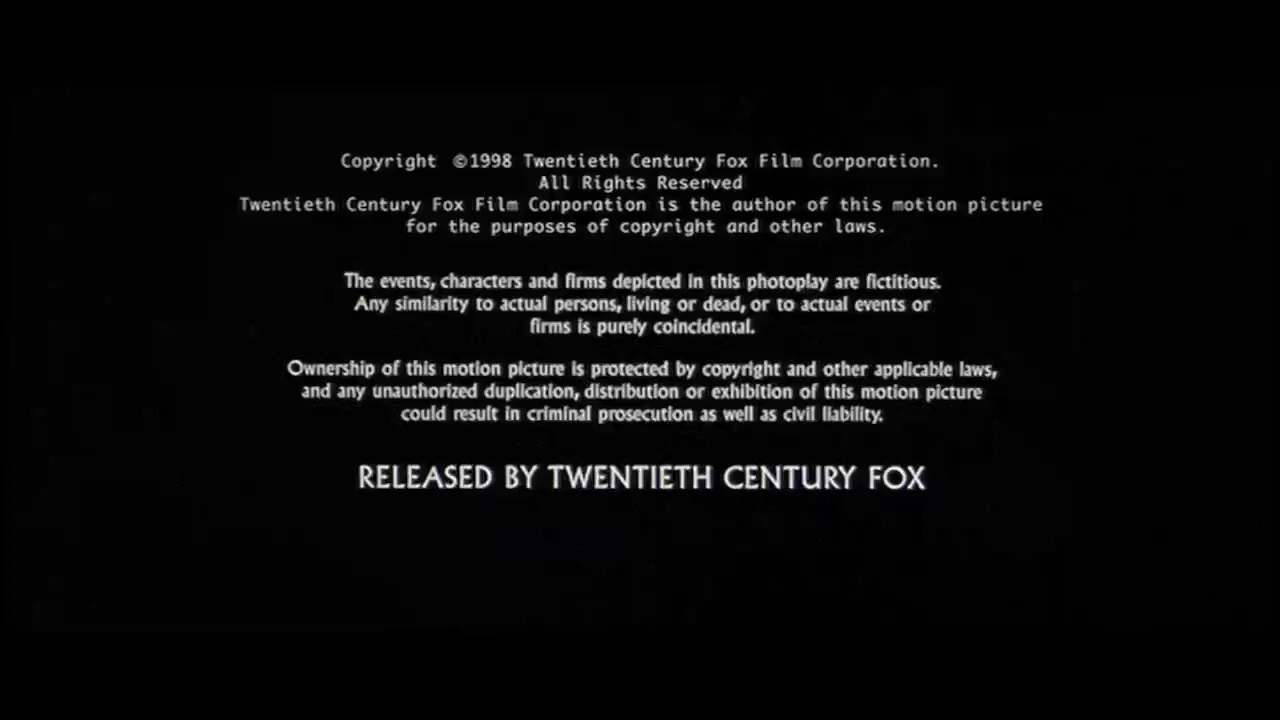 Copyright ©1998 Twentieth Century Fox Film Corporation.
All Rights Reserved
Twentieth Century Fox Film Corporation is the author of this motion picture
for the purposes of copyright and other laws.
The events, characters and firms depicted in this photoplay are fictitious.
Any similarity to actual persons, living or dead, or to actual events or
firms is purely coincidental.
Ownership of this motion picture is protected by copyright and other applicable laws,
and any unauthorized duplication, distribution or exhibition of this motion picture
could result in criminal prosecution as well as civil liability.
RELEASED BY TWENTIETH CENTURY FOX